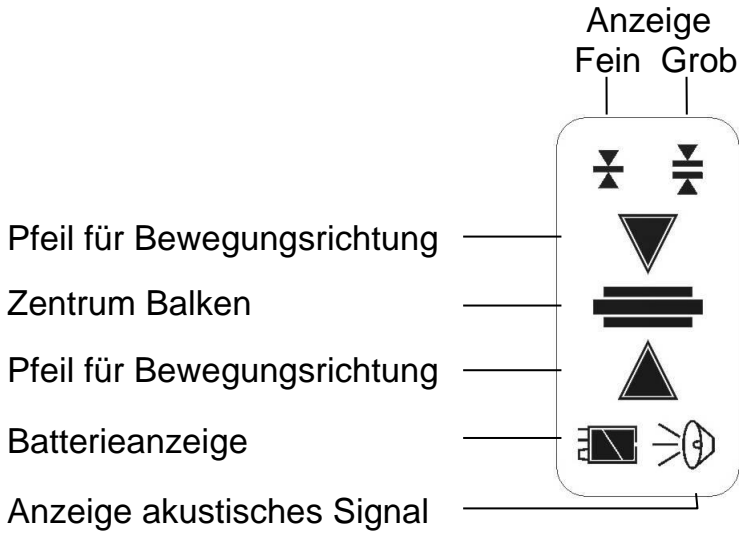 Anzeige
Fein Grob
Pfeil für Bewegungsrichtung
Zentrum Balken
Pfeil für Bewegungsrichtung
Batterieanzeige
Anzeige akustisches Signal